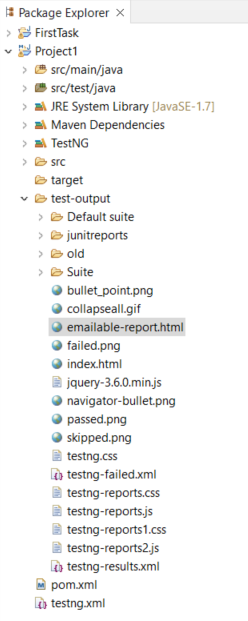 Package Explorer
FirstTask
Project1
src/main/java
src/test/java
JRE System Library [JavaSE-1.7]
Maven Dependencies
TestNG
src
target
test-output
Default suite
junitreports
old
Suite
bullet_point.png
collapseall.gif
emailable-report.html
failed.png
index.html
jquery-3.6.0.min.js
navigator-bullet.png
passed.png
skipped.png
testng.css
testng-failed.xml
testng-reports.css
testng-reports.js
testng-reports1.css
testng-reports2.js
testng-results.xml
pom.xml
testng.xml